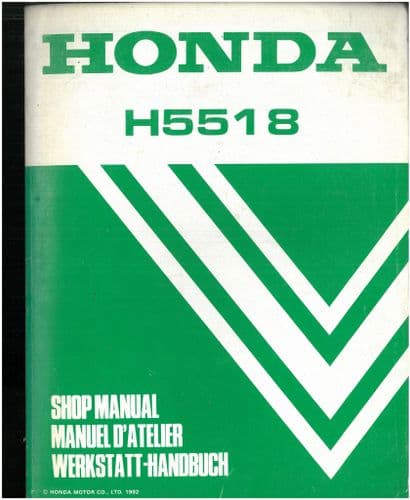 HONDA
H5518
SHOP MANUAL
MANUEL D'ATELIER
WERKSTATT-HANDBUCH
© HONDA MOTOR CO., LTD. 1992